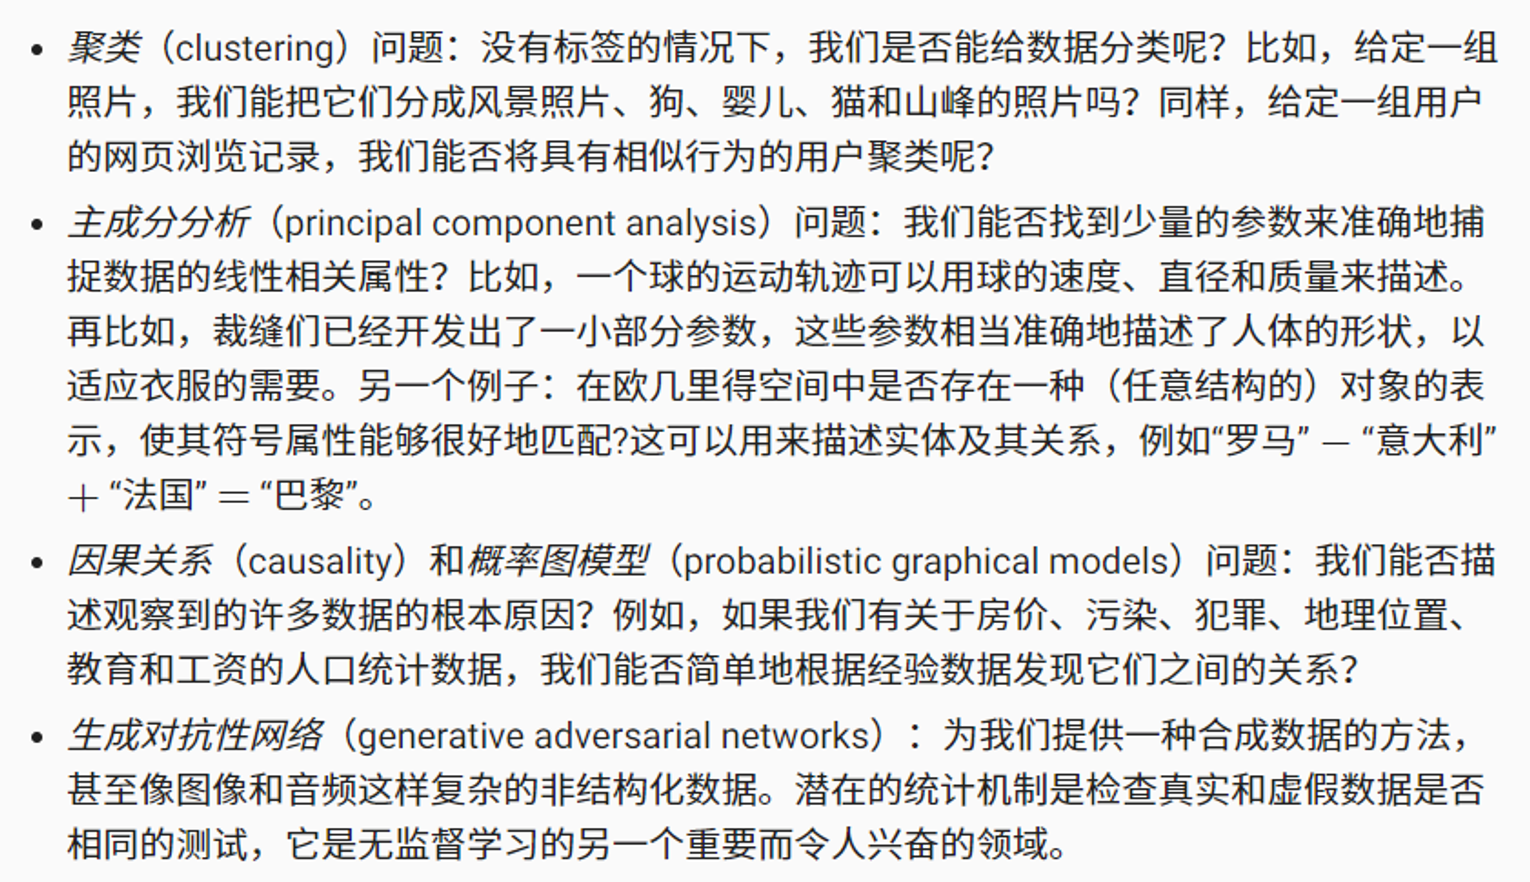 • 聚类（clustering）问题：没有标签的情况下，我们是否能给数据分类呢？比如，给定一组
照片，我们能把它们分成风景照片、狗、婴儿、猫和山峰的照片吗？同样，给定一组用户
的网页浏览记录，我们能否将具有相似行为的用户聚类呢？
• 主成分分析（principal component analysis）问题：我们能否找到少量的参数来准确地捕
捉数据的线性相关属性？比如，一个球的运动轨迹可以用球的速度、直径和质量来描述。
再比如，裁缝们已经开发出了一小部分参数，这些参数相当准确地描述了人体的形状，以
适应衣服的需要。另一个例子：在欧几里得空间中是否存在一种（任意结构的）对象的表
示，使其符号属性能够很好地匹配?这可以用来描述实体及其关系，例如“罗马” − “意大利”
+ “法国” = “巴黎”。
• 因果关系（causality）和概率图模型（probabilistic graphical models）问题：我们能否描
述观察到的许多数据的根本原因？例如，如果我们有关于房价、污染、犯罪、地理位置、
教育和工资的人口统计数据，我们能否简单地根据经验数据发现它们之间的关系？
• 生成对抗性网络（generative adversarial networks）：为我们提供一种合成数据的方法，
甚至像图像和音频这样复杂的非结构化数据。潜在的统计机制是检查真实和虚假数据是否
相同的测试，它是无监督学习的另一个重要而令人兴奋的领域。